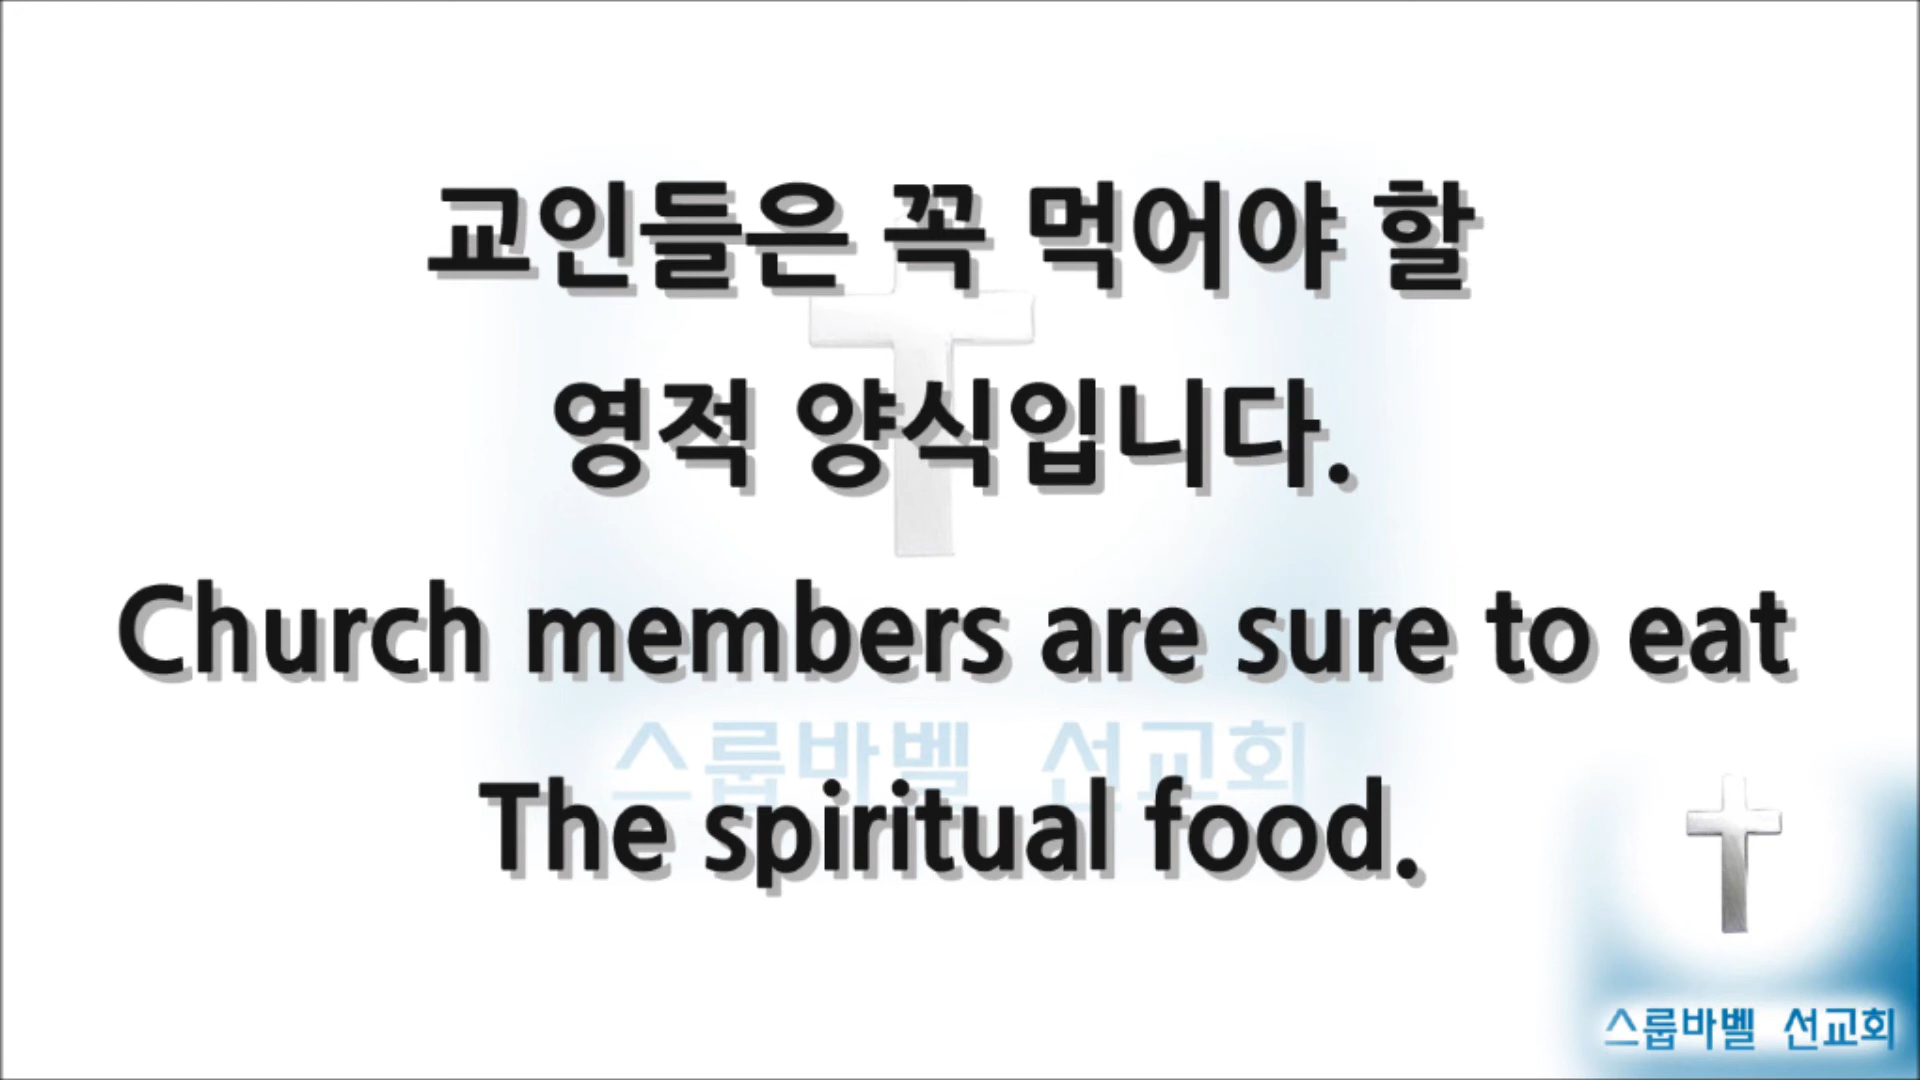 교인들은 꼭 먹어야 할
영적 양식입니다.
Church members are sure to eat
스룹바벨 선교회
The spiritual food.
스룹바벨 선교회